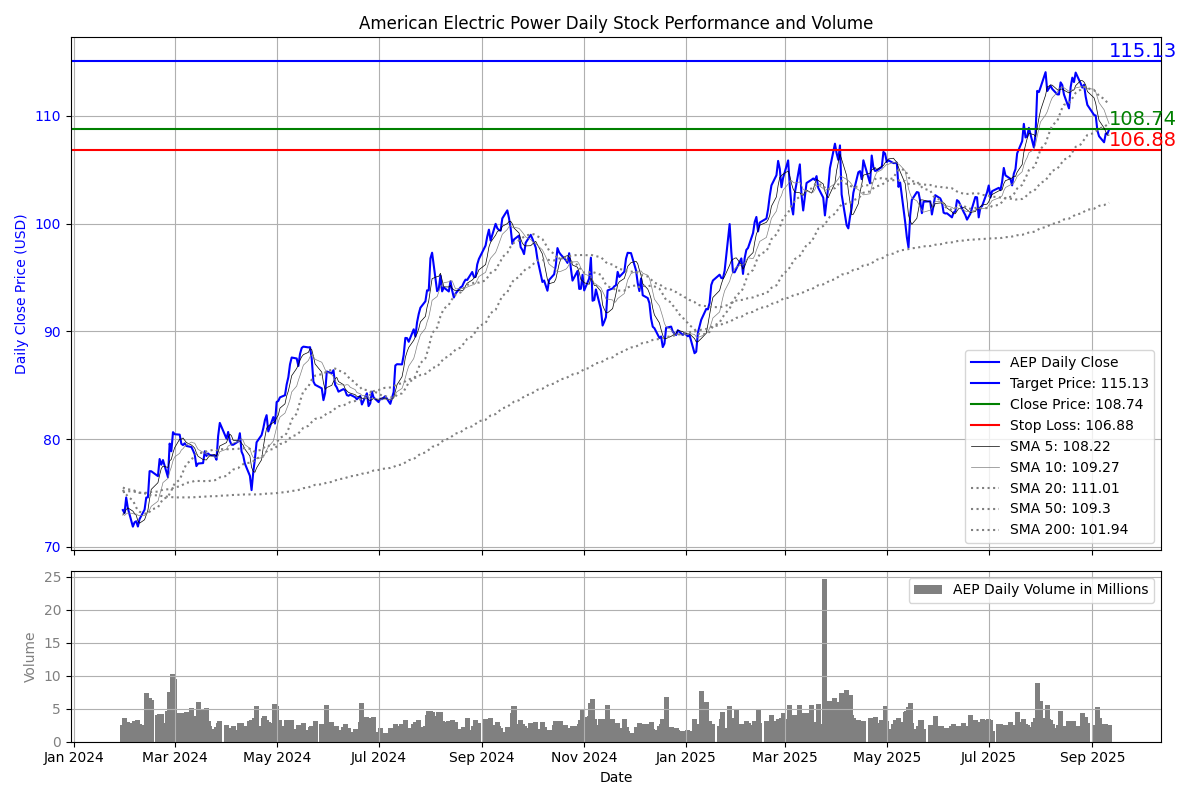 American Electric Power Daily Stock Performance and Volume
115.13
108.74
106.88
Daily Close Price (USD)
110
100
90
80
70
AEP Daily Close
Target Price: 115.13
Close Price: 108.74
Stop Loss: 106.88
SMA 5: 108.22
SMA 10: 109.27
SMA 20: 111.01
SMA 50: 109.3
SMA 200: 101.94
Volume
25
20
15
10
5
0
AEP Daily Volume in Millions
Jan 2024 Mar 2024 May 2024 Jul 2024 Sep 2024 Nov 2024 Jan 2025 Mar 2025 May 2025 Jul 2025 Sep 2025
Date